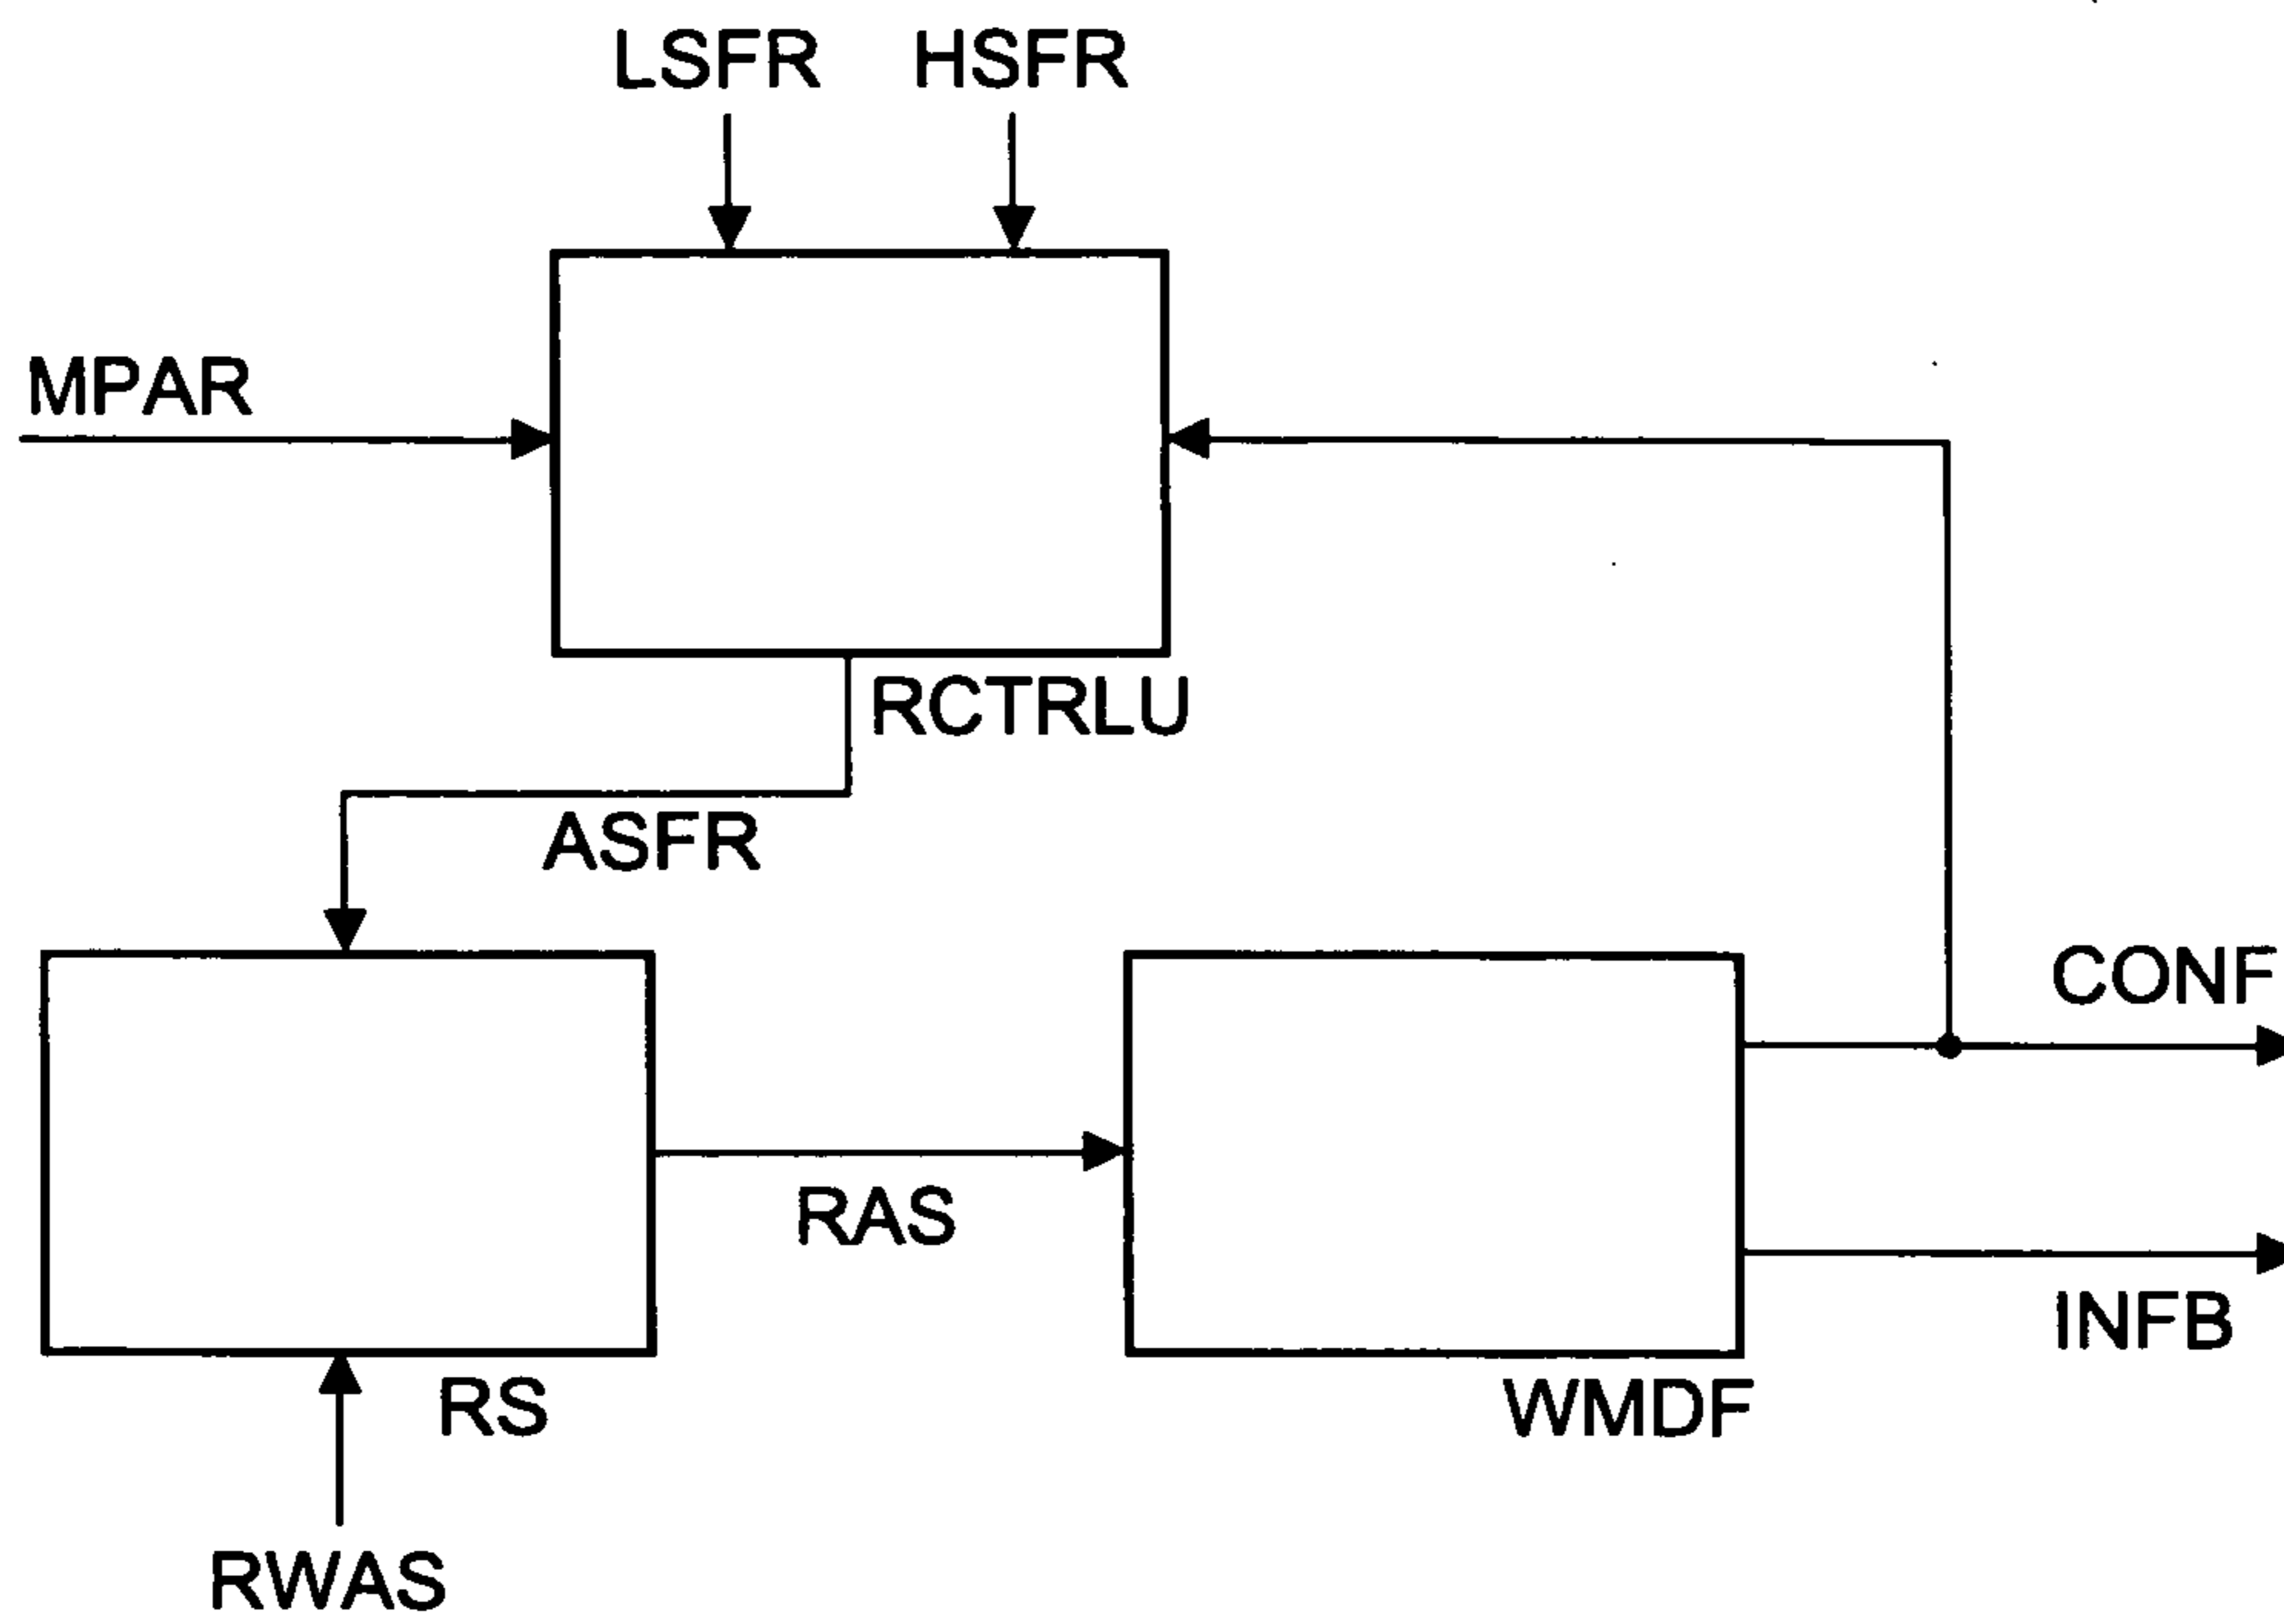 LSFR HSFR
MPAR
RCTRLU
ASFR
CONF
RAS
INFB
RS
WMDF
RWAS